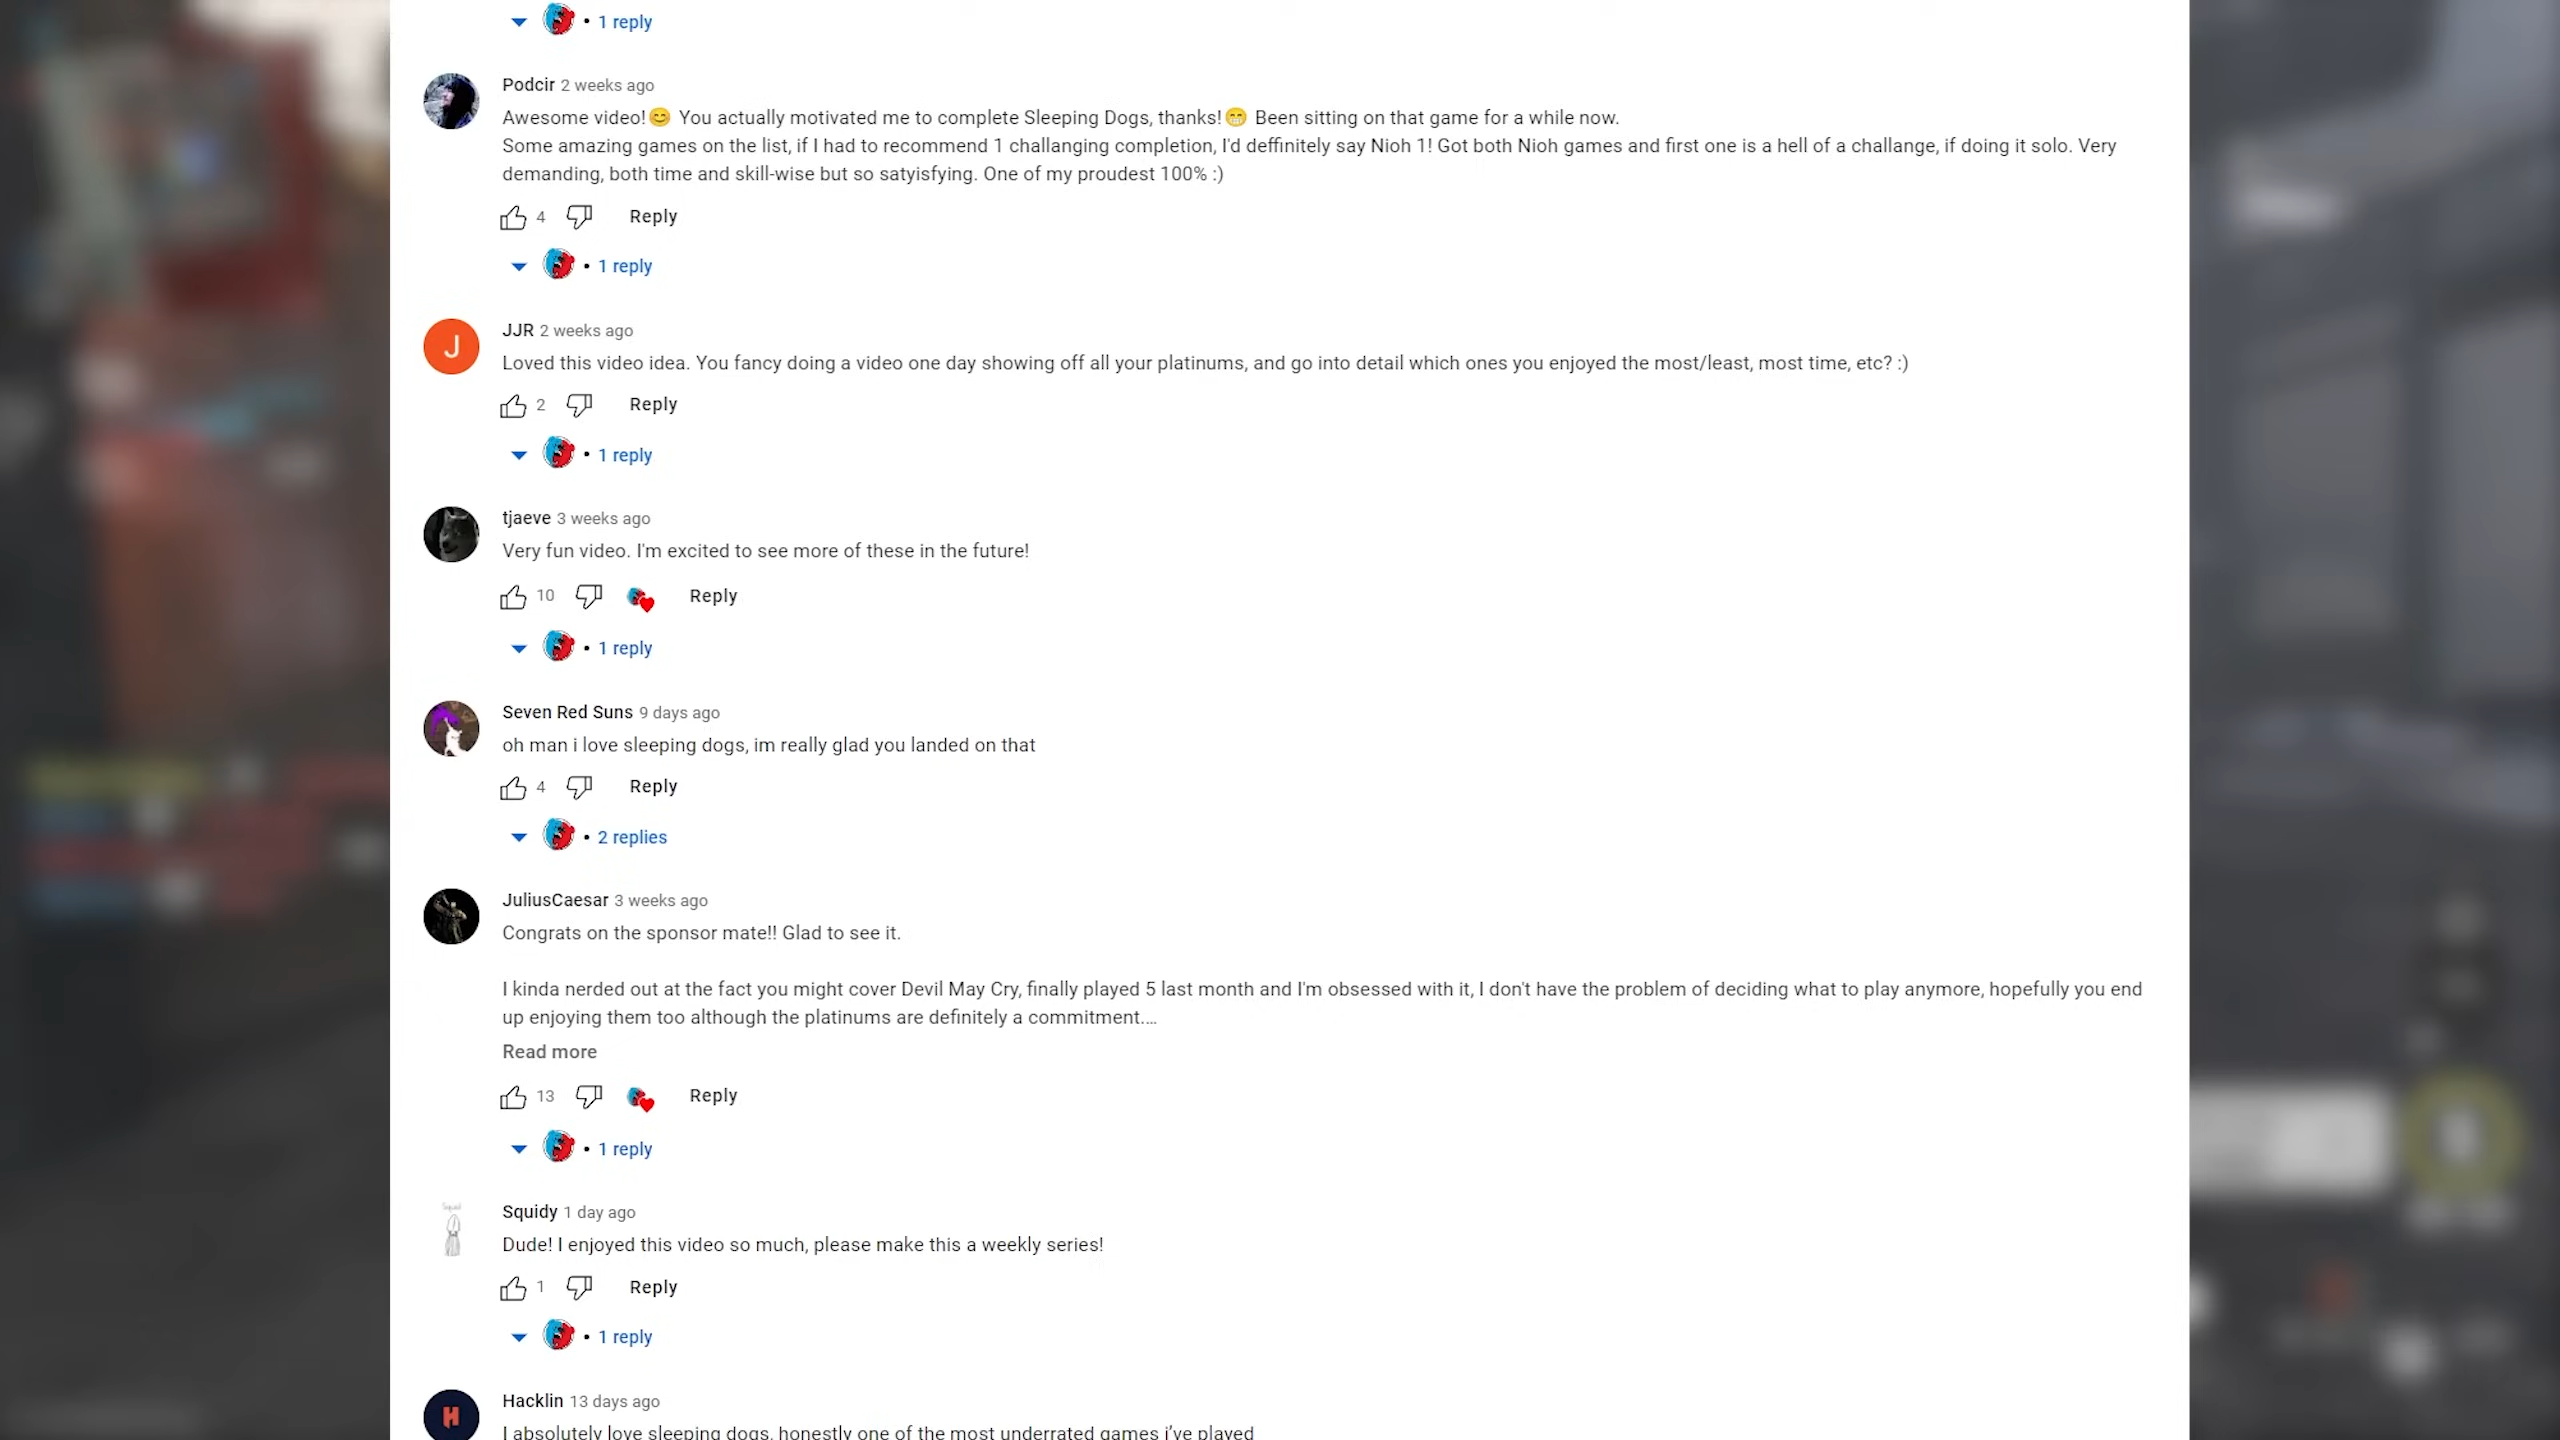 1 reply
Podcir 2 weeks ago
Awesome video!😊 You actually motivated me to complete Sleeping Dogs, thanks!😁 Been sitting on that game for a while now.
Some amazing games on the list, if I had to recommend 1 challanging completion, I'd deffinitely say Nioh 1! Got both Nioh games and first one is a hell of a challange, if doing it solo. Very
demanding, both time and skill-wise but so satyisfying. One of my proudest 100% :)
4 Reply
1 reply
J
JJR 2 weeks ago
Loved this video idea. You fancy doing a video one day showing off all your platinums, and go into detail which ones you enjoyed the most/least, most time, etc? :)
2 Reply
1 reply
tjaeve 3 weeks ago
Very fun video. I'm excited to see more of these in the future!
10 Reply
1 reply
Seven Red Suns 9 days ago
oh man i love sleeping dogs, im really glad you landed on that
4 Reply
2 replies
JuliusCaesar 3 weeks ago
Congrats on the sponsor mate!! Glad to see it.
I kinda nerded out at the fact you might cover Devil May Cry, finally played 5 last month and I'm obsessed with it, I don't have the problem of deciding what to play anymore, hopefully you end
up enjoying them too although the platinums are definitely a commitment.…
Read more
13 Reply
1 reply
Squidy 1 day ago
Dude! I enjoyed this video so much, please make this a weekly series!
1 Reply
1 reply
H
Hacklin 13 days ago
I absolutely love sleeping dogs, honestly one of the most underrated games i've played